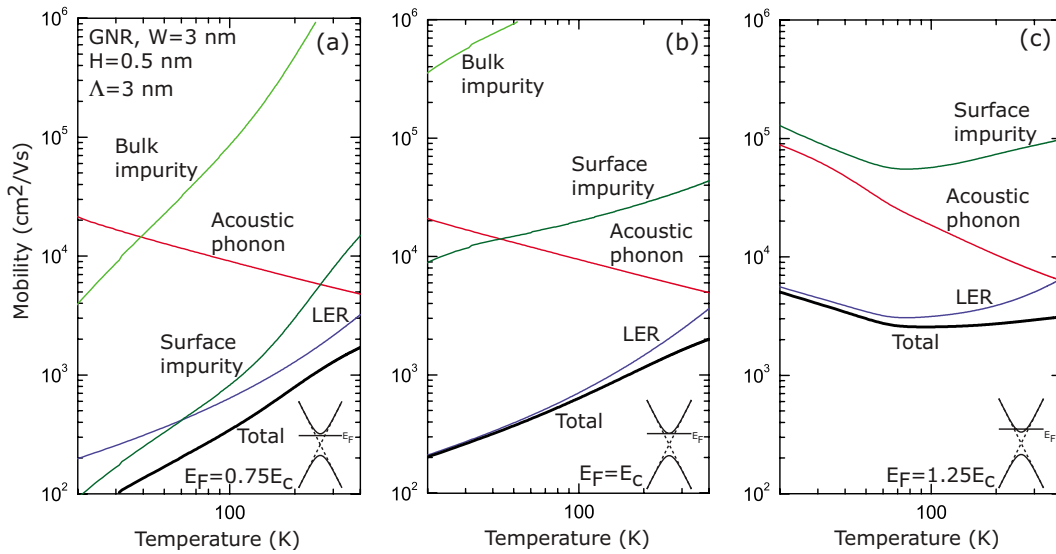 GNR, W=3 nm
H=0.5 nm
Λ=3 nm
(a)
Bulk
impurity
Acoustic
phonon
LER
Surface
impurity
Total
E_F
E_F=0.75E_C
10^6
10^5
10^4
10^3
10^2
Mobility (cm^2/Vs)
100
Temperature (K)
(b)
Bulk
impurity
Surface
impurity
Acoustic
phonon
LER
Total
E_F
E_F=E_C
10^6
10^5
10^4
10^3
10^2
100
Temperature (K)
(c)
Surface
impurity
Acoustic
phonon
LER
Total
E_F
E_F=1.25E_C
10^6
10^5
10^4
10^3
10^2
100
Temperature (K)